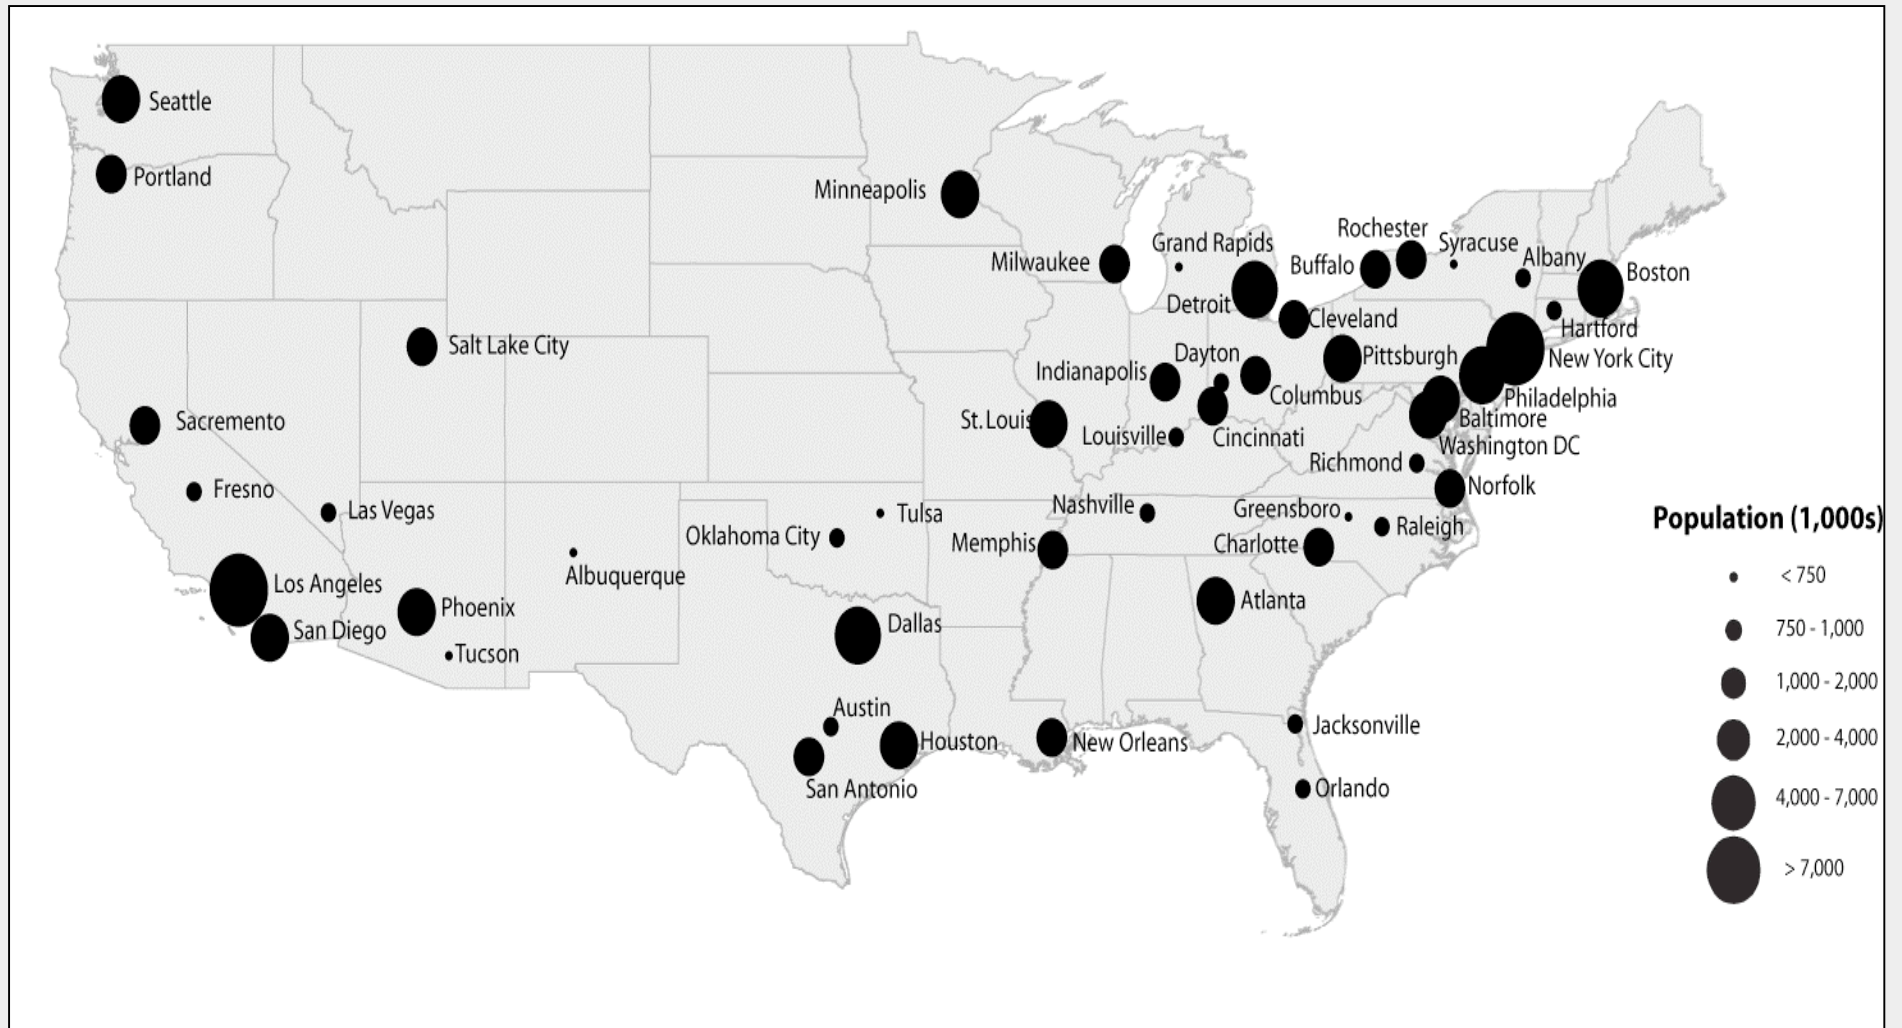 Seattle
Portland
Minneapolis
Milwaukee
Grand Rapids
Detroit
Rochester
Buffalo
Syracuse
Albany
Boston
Hartford
Cleveland
New York City
Salt Lake City
Pittsburgh
Dayton
Indianapolis
Columbus
Philadelphia
Baltimore
Washington DC
Sacremento
St. Louis
Louisville
Cincinnati
Richmond
Norfolk
Fresno
Las Vegas
Tulsa
Oklahoma City
Nashville
Memphis
Greensboro
Raleigh
Charlotte
Albuquerque
Los Angeles
San Diego
Phoenix
Tucson
Dallas
Atlanta
Austin
Houston
San Antonio
New Orleans
Jacksonville
Orlando
Population (1,000s)
< 750
750 - 1,000
1,000 - 2,000
2,000 - 4,000
4,000 - 7,000
> 7,000